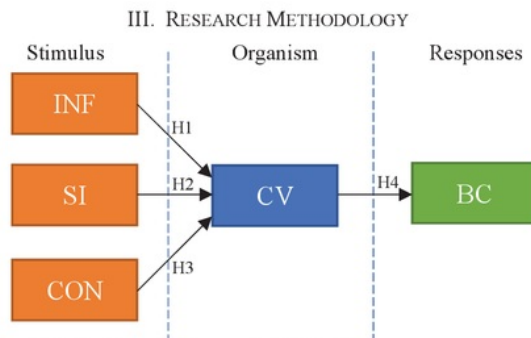 III. RESEARCH METHODOLOGY
Stimulus Organism Responses
INF
H1
SI H2 CV H4 BC
H3
CON